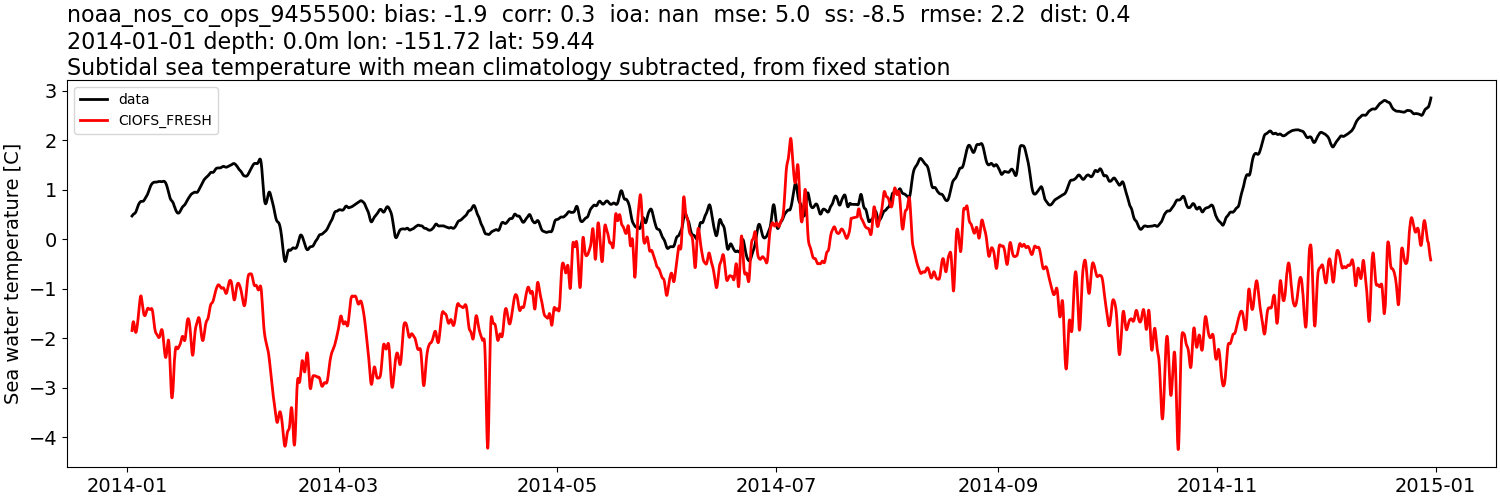 noaa_nos_co_ops_9455500: bias: -1.9  corr: 0.3  ioa: nan  mse: 5.0  ss: -8.5  rmse: 2.2  dist: 0.4
2014-01-01 depth: 0.0m lon: -151.72 lat: 59.44
Subtidal sea temperature with mean climatology subtracted, from fixed station
data
CIOFS_FRESH
Sea water temperature [C]
3
2
1
0
−1
−2
−3
−4
2014-01 2014-03 2014-05 2014-07 2014-09 2014-11 2015-01